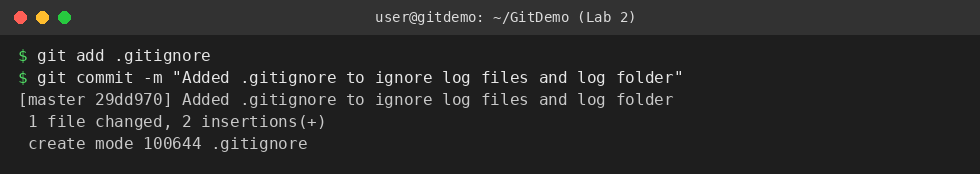 user@gitdemo: ~/GitDemo (Lab 2)
$ git add .gitignore
$ git commit -m "Added .gitignore to ignore log files and log folder"
[master 29dd970] Added .gitignore to ignore log files and log folder
 1 file changed, 2 insertions(+)
 create mode 100644 .gitignore